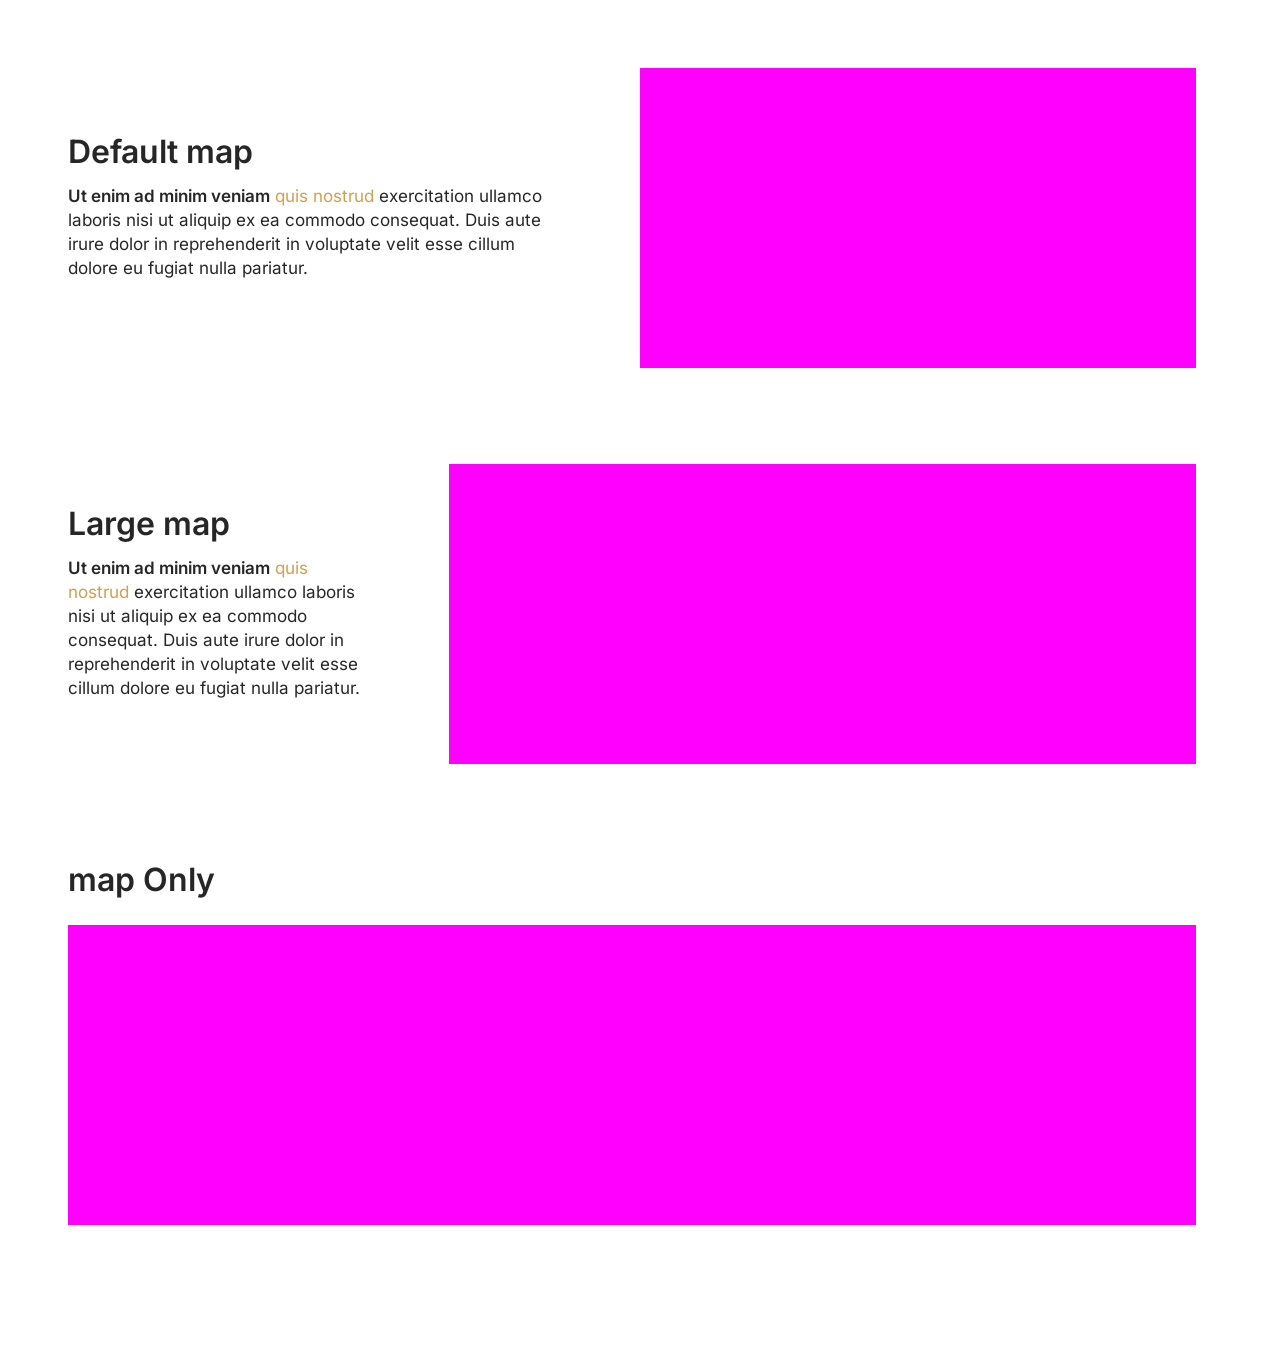 Default map
Ut enim ad minim veniam quis nostrud exercitation ullamco
laboris nisi ut aliquip ex ea commodo consequat. Duis aute
irure dolor in reprehenderit in voluptate velit esse cillum
dolore eu fugiat nulla pariatur.
Large map
Ut enim ad minim veniam quis
nostrud exercitation ullamco laboris
nisi ut aliquip ex ea commodo
consequat. Duis aute irure dolor in
reprehenderit in voluptate velit esse
cillum dolore eu fugiat nulla pariatur.
map Only